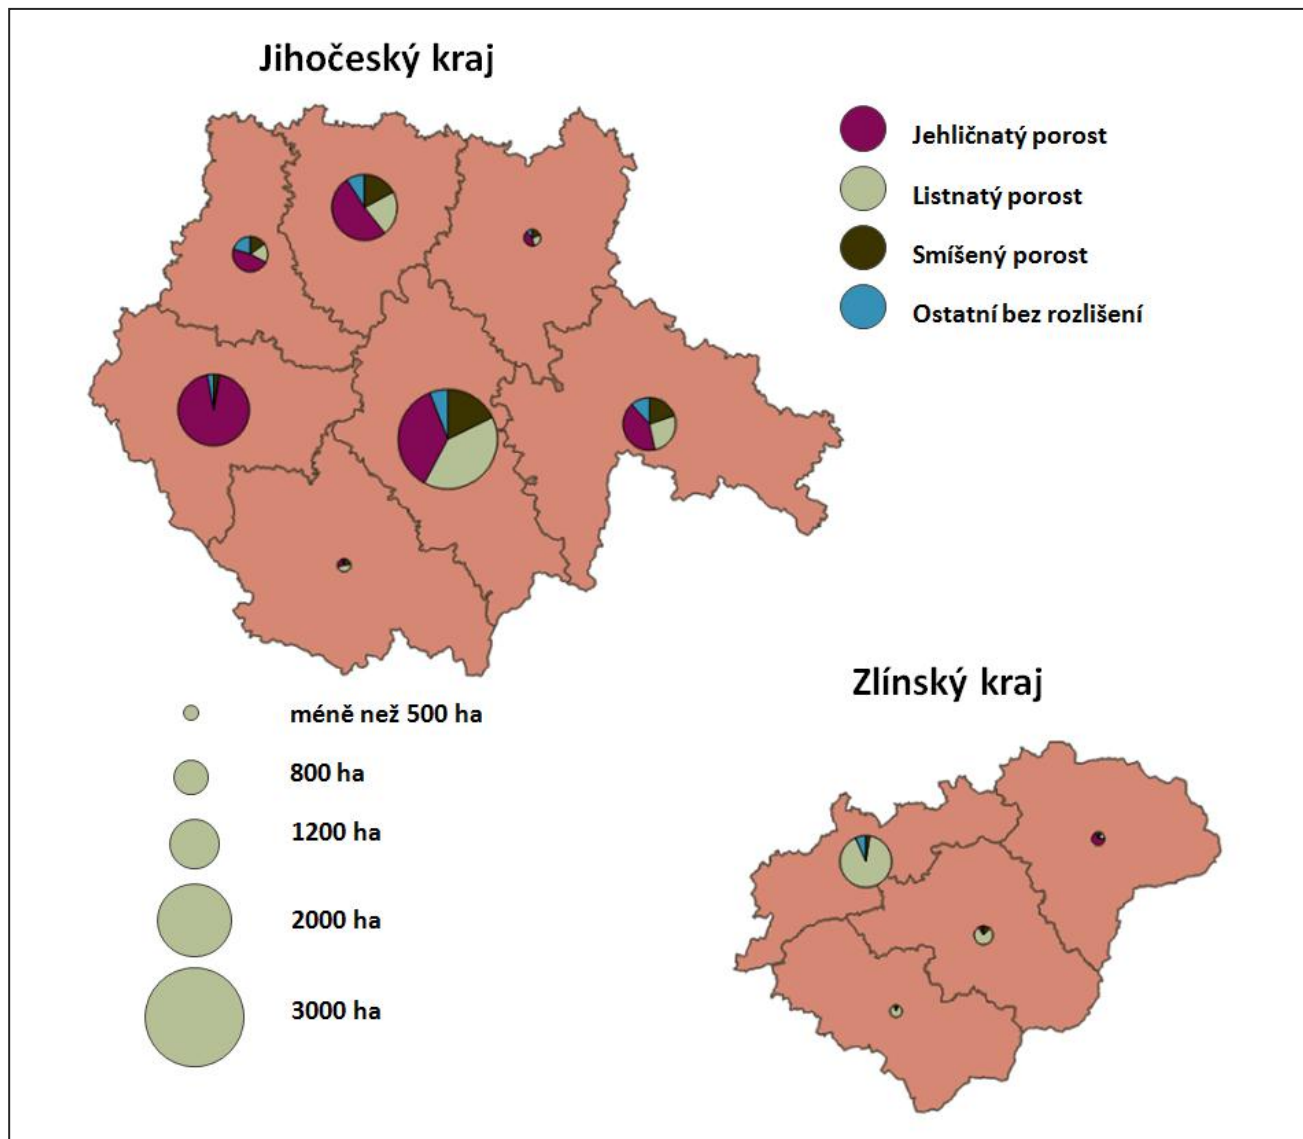 Jihočeský kraj
Jehličnatý porost
Listnatý porost
Smíšený porost
Ostatní bez rozlišení
méně než 500 ha
800 ha
1200 ha
2000 ha
3000 ha
Zlínský kraj